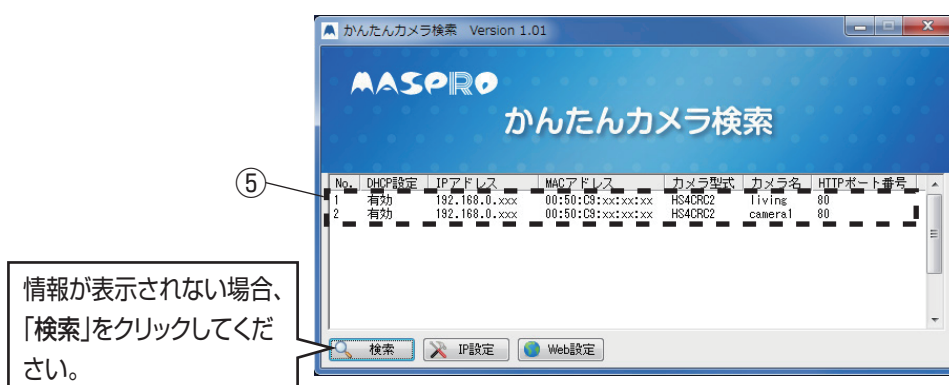 かんたんカメラ検索 Version 1.01
MASPRO
かんたんカメラ検索
⑤
No. DHCP設定 IPアドレス MACアドレス カメラ型式 カメラ名 HTTPポート番号
1 有効 192.168.0.xxx 00:50:C9:xx:xx:xx HS4CRC2 living 80
2 有効 192.168.0.xxx 00:50:C9:xx:xx:xx HS4CRC2 camera1 80
情報が表示されない場合、
「検索」をクリックしてくだ
さい。
検索 IP設定 Web設定